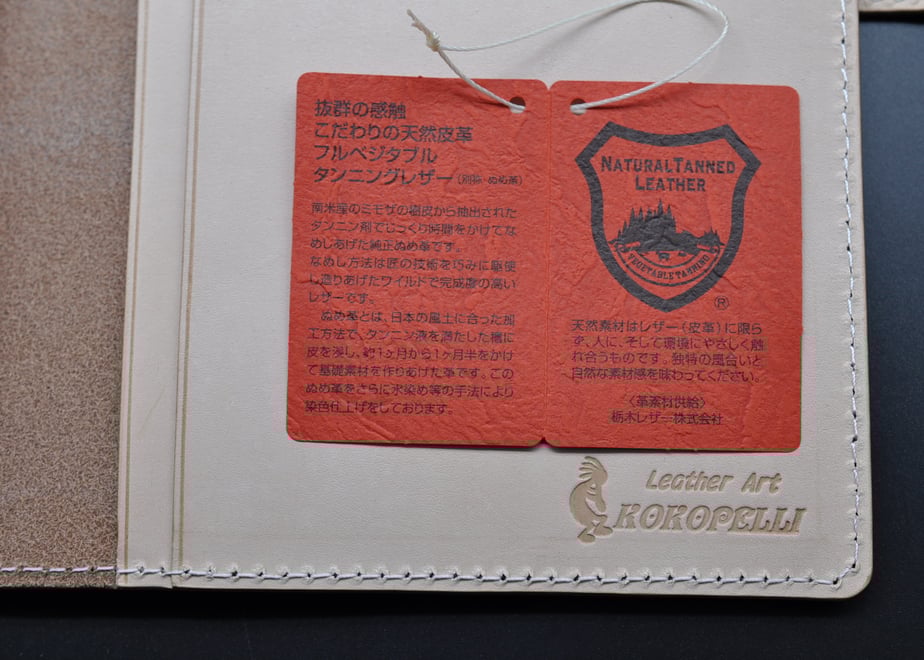 抜群の感触
こだわりの天然皮革
フルベジタブル
タンニングレザー(別称 ぬめ革)
南米産のミモザの樹皮から抽出された
タンニン剤でじっくり時間をかけてな
めしあげた純正ぬめ革です。
なめし方法は匠の技術を巧みに駆使
し造りあげたワイルドで完成度の高い
レザーです。
ぬめ革とは、日本の風土に合った加
工方法で、タンニン液を満たした槽に
皮を浸し、約1ヶ月から1ヶ月半をかけ
て基礎素材を作りあげた革です。この
ぬめ革をさらに水染め等の手法により
染色仕上げをしております。
NATURAL TANNED
LEATHER
VEGETABLE TANNING
®
天然素材はレザー(皮革)に限ら
ず、人に、そして環境にやさしく触
れ合うものです。独特の風合いと
自然な素材感を味わってください。
〈革素材供給〉
栃木レザー株式会社
Leather Art
KOKOPELLI